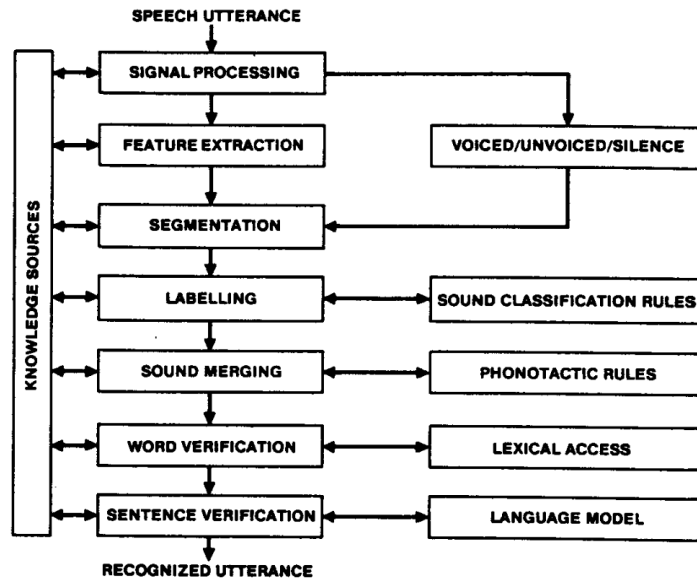 SPEECH UTTERANCE
SIGNAL PROCESSING
FEATURE EXTRACTION
VOICED/UNVOICED/SILENCE
SEGMENTATION
KNOWLEDGE SOURCES
LABELLING
SOUND CLASSIFICATION RULES
SOUND MERGING
PHONOTACTIC RULES
WORD VERIFICATION
LEXICAL ACCESS
SENTENCE VERIFICATION
LANGUAGE MODEL
RECOGNIZED UTTERANCE